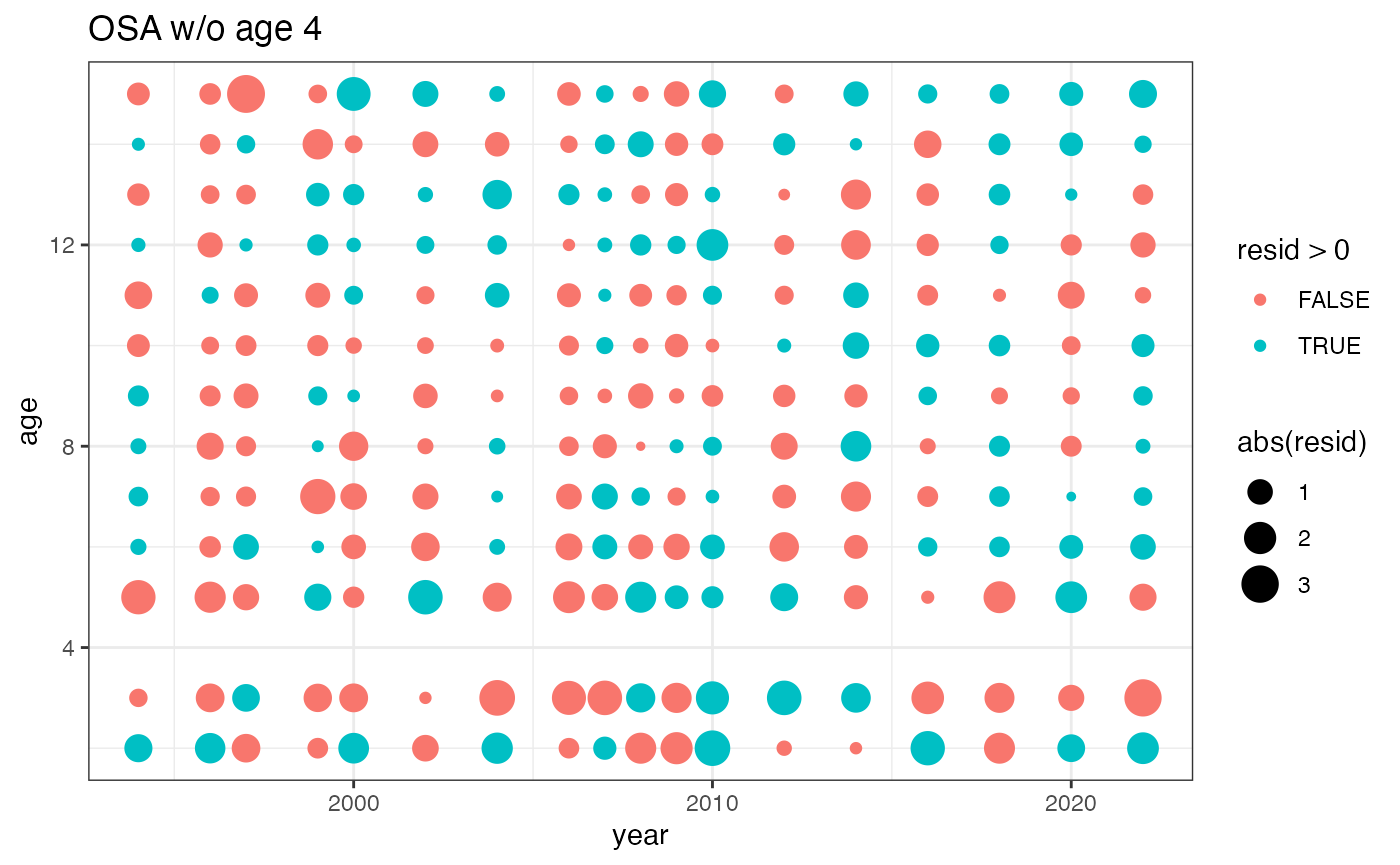 OSA w/o age 4
12
8
4
age
2000
2010
2020
year
resid > 0
FALSE
TRUE
abs(resid)
1
2
3